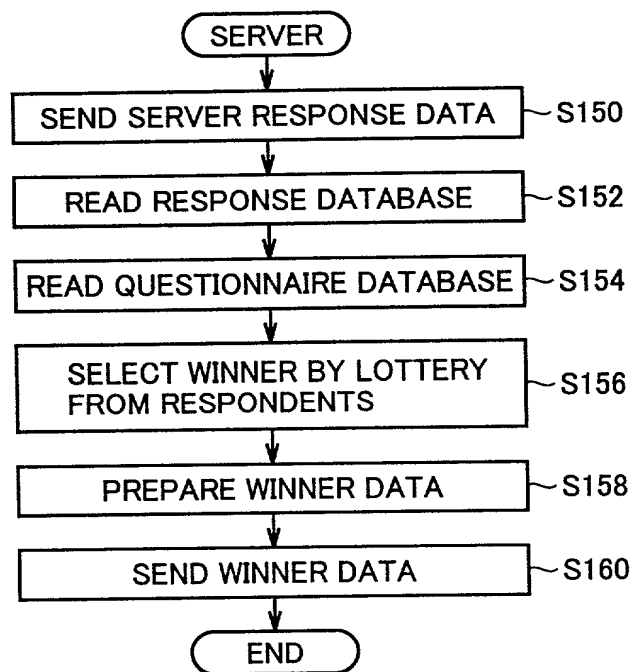 SERVER
SEND SERVER RESPONSE DATA
S150
READ RESPONSE DATABASE
S152
READ QUESTIONNAIRE DATABASE
S154
SELECT WINNER BY LOTTERY
FROM RESPONDENTS
S156
PREPARE WINNER DATA
S158
SEND WINNER DATA
S160
END